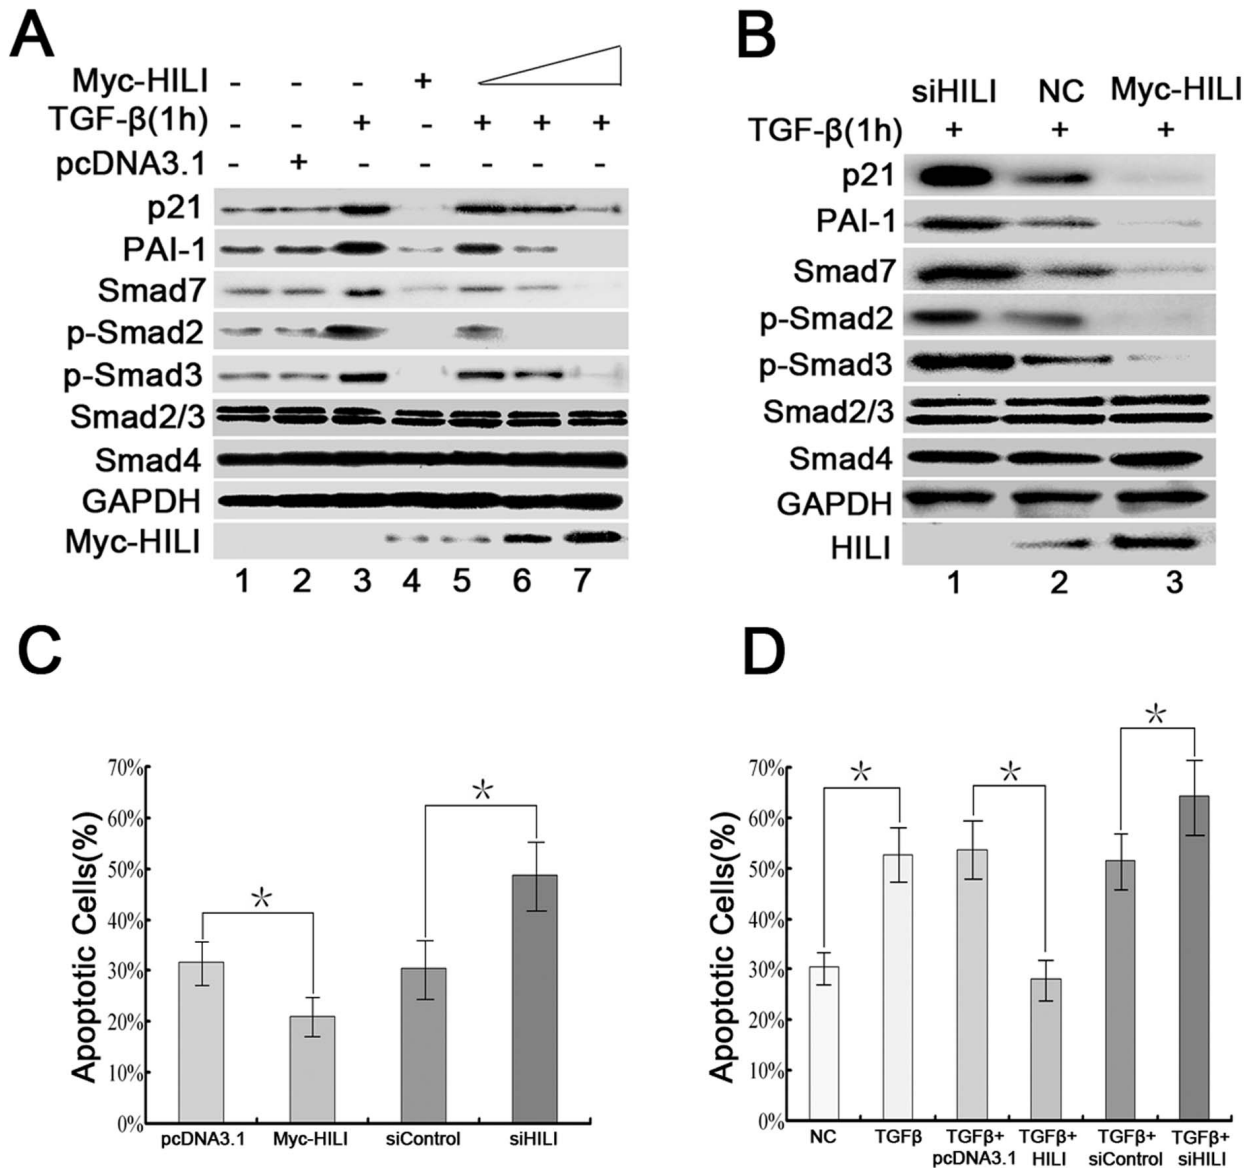 A
Myc-HILI - - - +
TGF-β(1h) - - + - + + +
pcDNA3.1 - + - - - - -
p21
PAI-1
Smad7
p-Smad2
p-Smad3
Smad2/3
Smad4
GAPDH
Myc-HILI
1 2 3 4 5 6 7
B
siHILI NC Myc-HILI
TGF-β(1h) + + +
p21
PAI-1
Smad7
p-Smad2
p-Smad3
Smad2/3
Smad4
GAPDH
HILI
1 2 3
C
Apoptotic Cells(%)
70%
60%
50%
40%
30%
20%
10%
0%
*
*
pcDNA3.1 Myc-HILI siControl siHILI
D
Apoptotic Cells(%)
70%
60%
50%
40%
30%
20%
10%
0%
*
*
*
NC TGFβ TGFβ+ TGFβ+ TGFβ+ TGFβ+
pcDNA3.1 HILI siControl siHILI